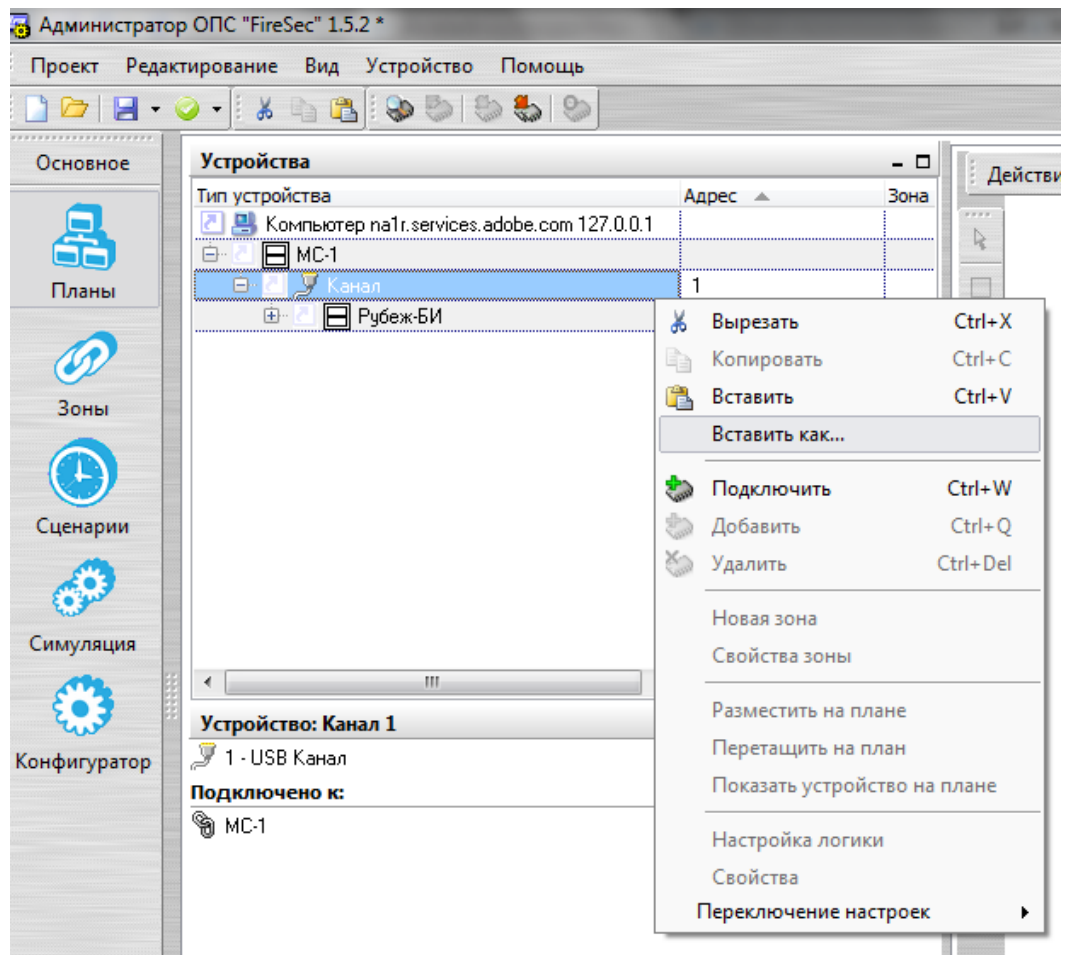 Администратор ОПС "FireSec" 1.5.2 *
Проект Редактирование Вид Устройство Помощь
Основное
Планы
Зоны
Сценарии
Симуляция
Конфигуратор
Устройства
Тип устройства Адрес Зона
Компьютер na1r.services.adobe.com 127.0.0.1
МС-1
Канал 1
Рубеж-БИ
Устройство: Канал 1
1 - USB Канал
Подключено к:
МС-1
Действи
Вырезать Ctrl+X
Копировать Ctrl+C
Вставить Ctrl+V
Вставить как...
Подключить Ctrl+W
Добавить Ctrl+Q
Удалить Ctrl+Del
Новая зона
Свойства зоны
Разместить на плане
Перетащить на план
Показать устройство на плане
Настройка логики
Свойства
Переключение настроек